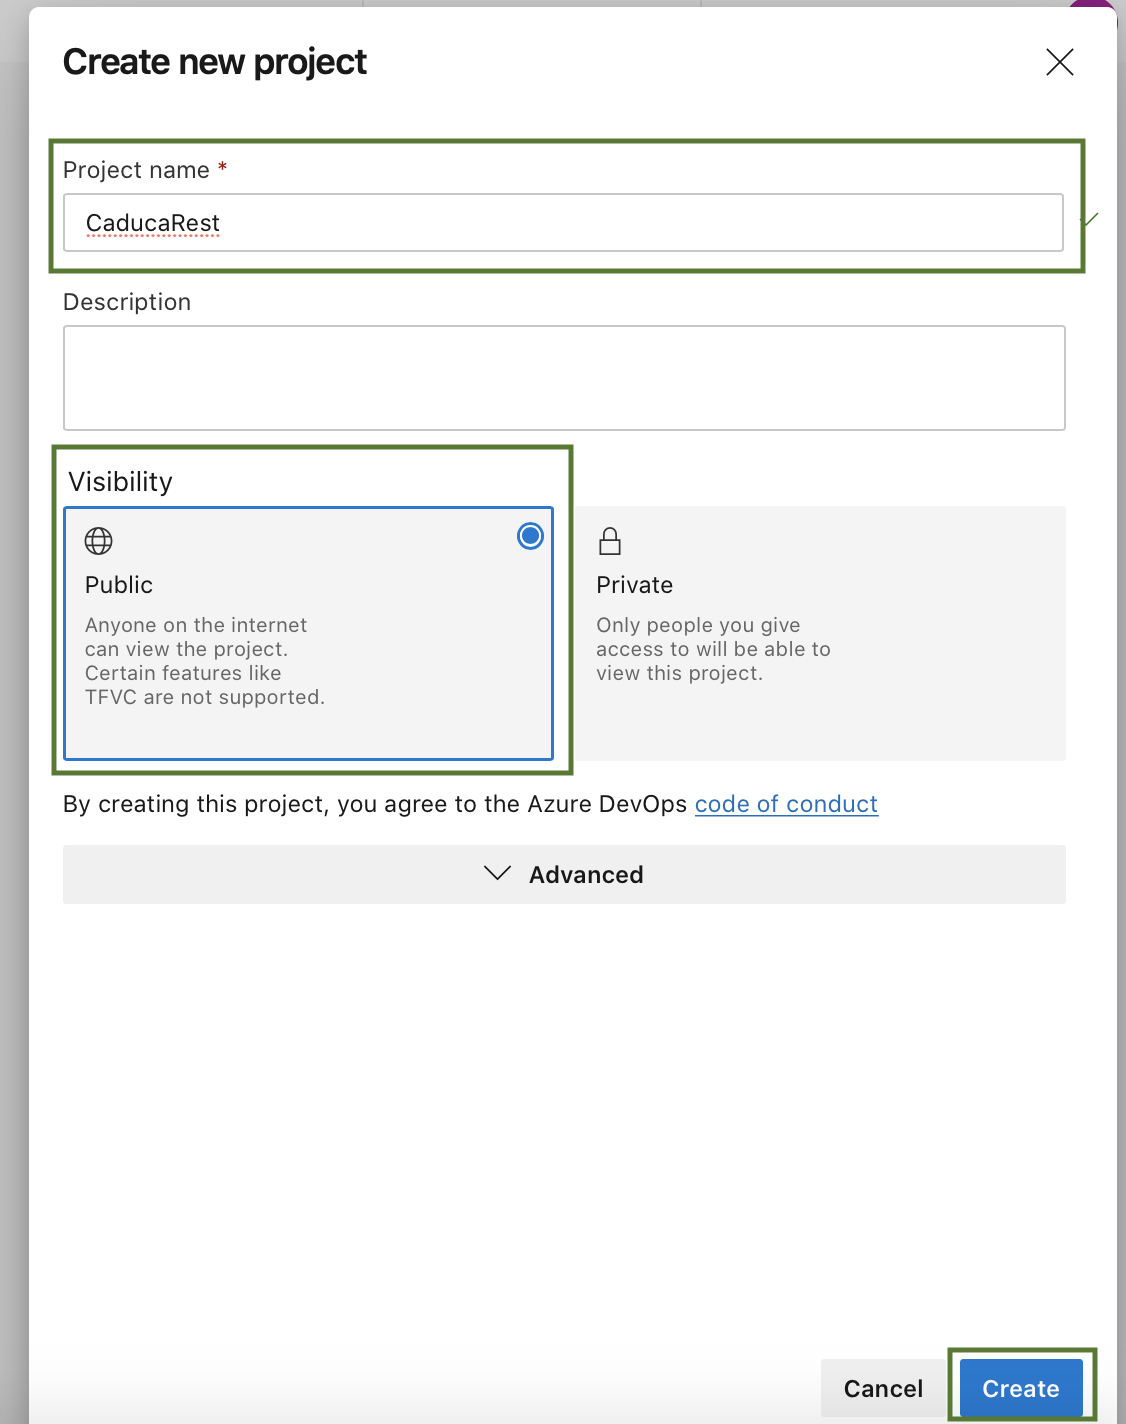 Create new project
Project name *
CaducaRest
Description
Visibility
Public
Anyone on the internet
can view the project.
Certain features like
TFVC are not supported.
Private
Only people you give
access to will be able to
view this project.
By creating this project, you agree to the Azure DevOps code of conduct
Advanced
Cancel
Create